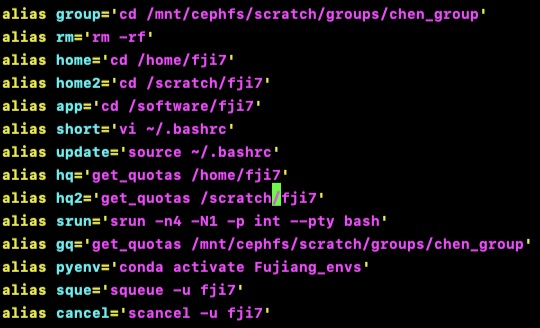 alias group='cd /mnt/cephfs/scratch/groups/chen_group'
alias rm='rm -rf'
alias home='cd /home/fji7'
alias home2='cd /scratch/fji7'
alias app='cd /software/fji7'
alias short='vi ~/.bashrc'
alias update='source ~/.bashrc'
alias hq='get_quotas /home/fji7'
alias hq2='get_quotas /scratch/fji7'
alias srun='srun -n4 -N1 -p int --pty bash'
alias gq='get_quotas /mnt/cephfs/scratch/groups/chen_group'
alias pyenv='conda activate Fujiang_envs'
alias sque='squeue -u fji7'
alias cancel='scancel -u fji7'